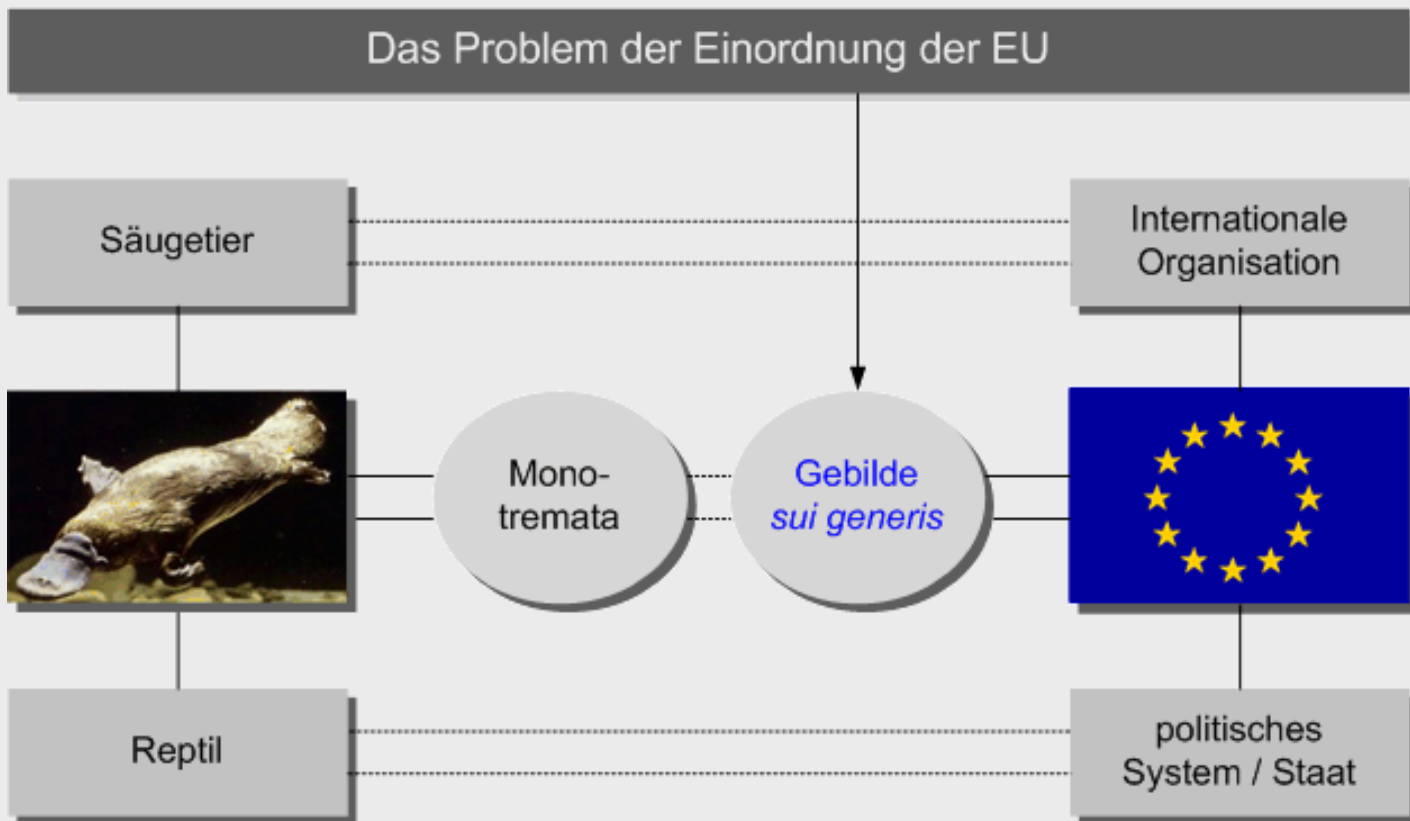 Das Problem der Einordnung der EU
Säugetier
Internationale
Organisation
Mono-
tremata
Gebilde
sui generis
Reptil
politisches
System / Staat